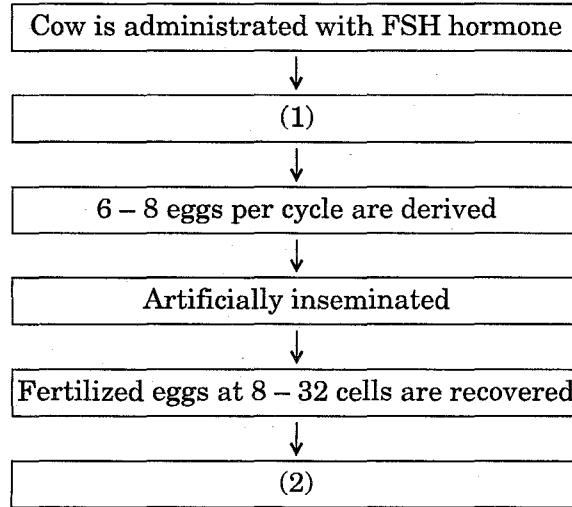 Cow is administrated with FSH hormone
(1)
6 – 8 eggs per cycle are derived
Artificially inseminated
Fertilized eggs at 8 – 32 cells are recovered
(2)